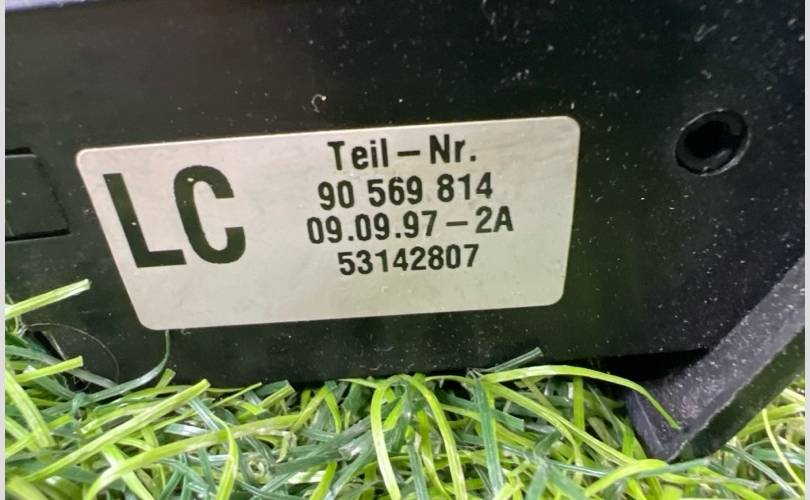 LC
Teil – Nr.
90 569 814
09.09.97 – 2A
53142807